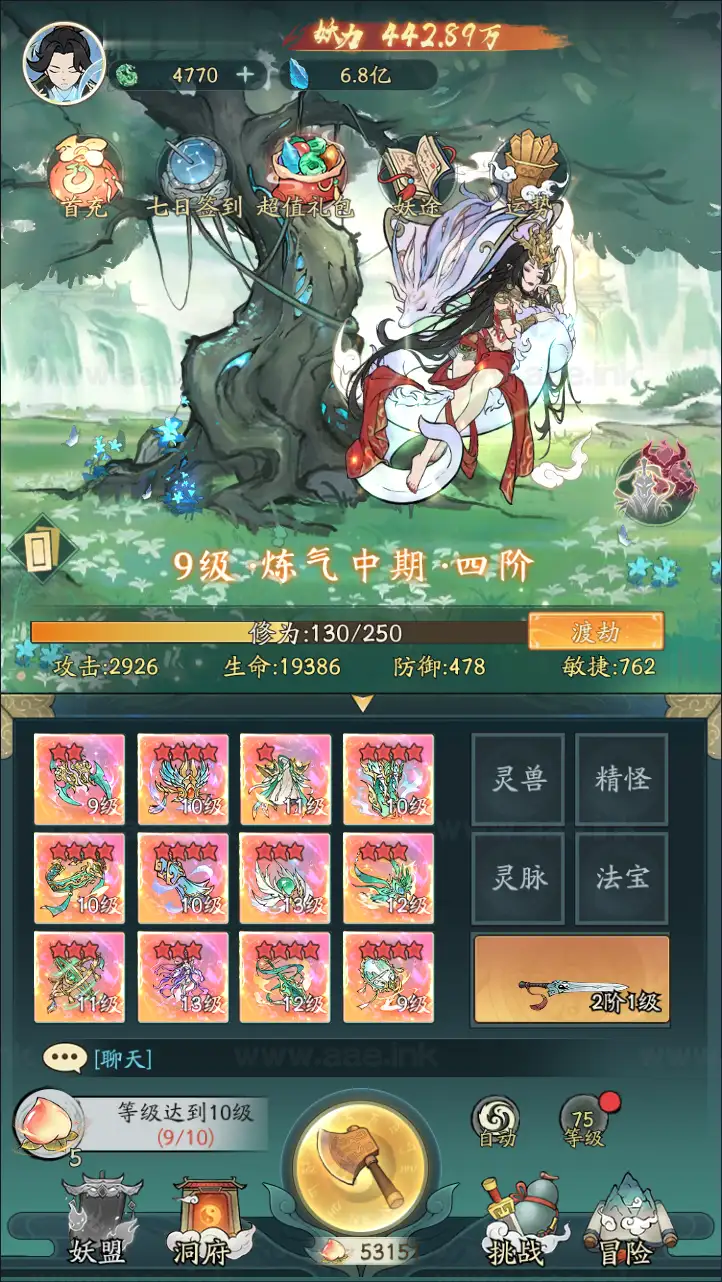 妖力 442.89万
4770
6.8亿
首充
七日签到
超值礼包
妖途
运势
9级·炼气中期·四阶
修为:130/250
渡劫
攻击:2926
生命:19386
防御:478
敏捷:762
9级
10级
11级
10级
灵兽
精怪
10级
10级
13级
12级
灵脉
法宝
11级
13级
12级
9级
2阶1级
[聊天]
www.aae.ink
等级达到10级
(9/10)
5
自动
75
等级
妖盟
洞府
5315
挑战
冒险